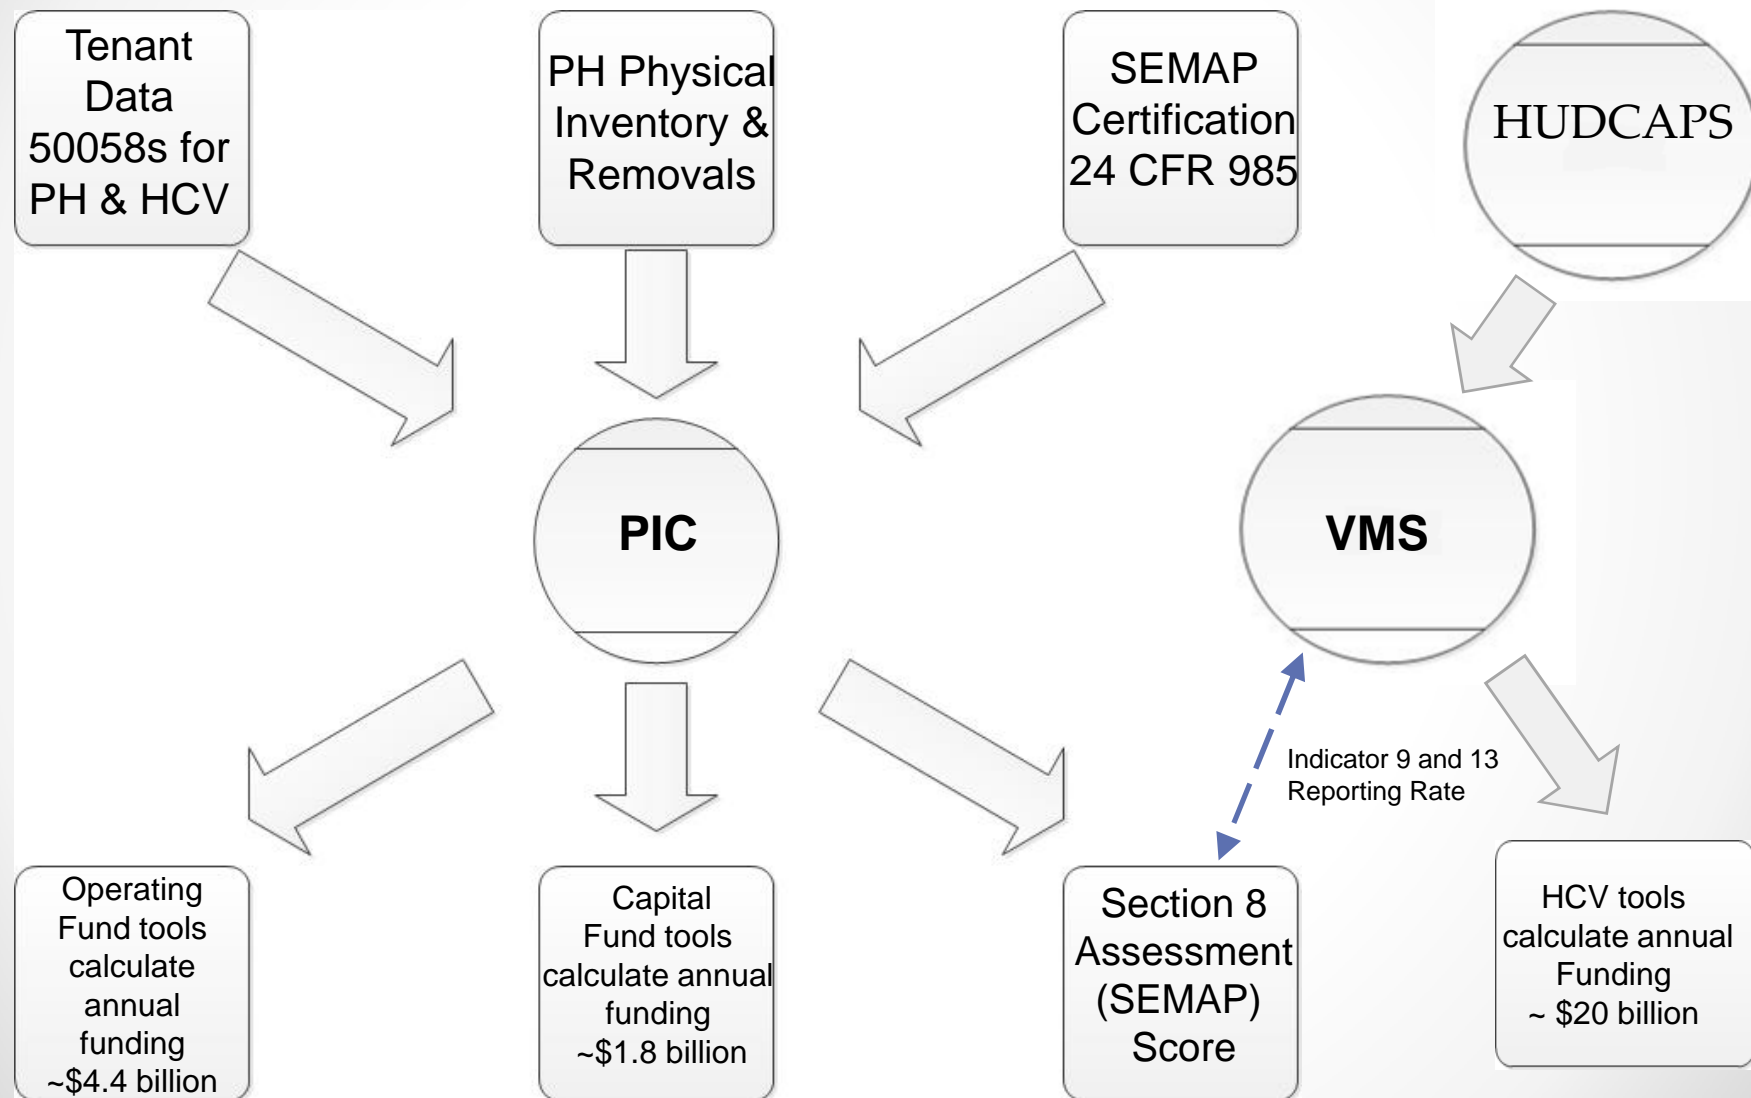 Tenant
Data
50058s for
PH & HCV
PH Physical
Inventory &
Removals
SEMAP
Certification
24 CFR 985
HUDCAPS
PIC
VMS
Indicator 9 and 13
Reporting Rate
Operating
Fund tools
calculate
annual
funding
~$4.4 billion
Capital
Fund tools
calculate annual
funding
~$1.8 billion
Section 8
Assessment
(SEMAP)
Score
HCV tools
calculate annual
Funding
~ $20 billion